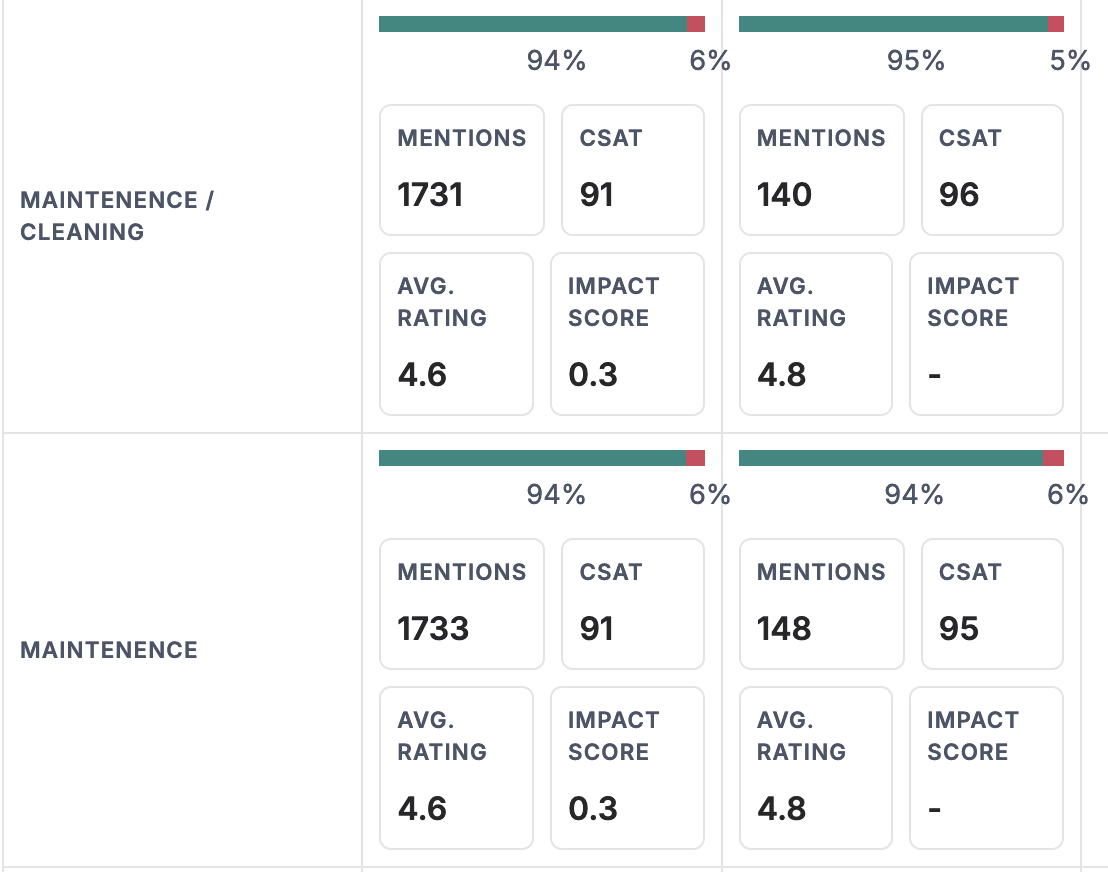 94% 6% 95% 5%
MAINTENENCE /
CLEANING
MENTIONS CSAT MENTIONS CSAT
1731 91 140 96
AVG.
RATING
IMPACT
SCORE
AVG.
RATING
IMPACT
SCORE
4.6 0.3 4.8 -
94% 6% 94% 6%
MAINTENENCE
MENTIONS CSAT MENTIONS CSAT
1733 91 148 95
AVG.
RATING
IMPACT
SCORE
AVG.
RATING
IMPACT
SCORE
4.6 0.3 4.8 -